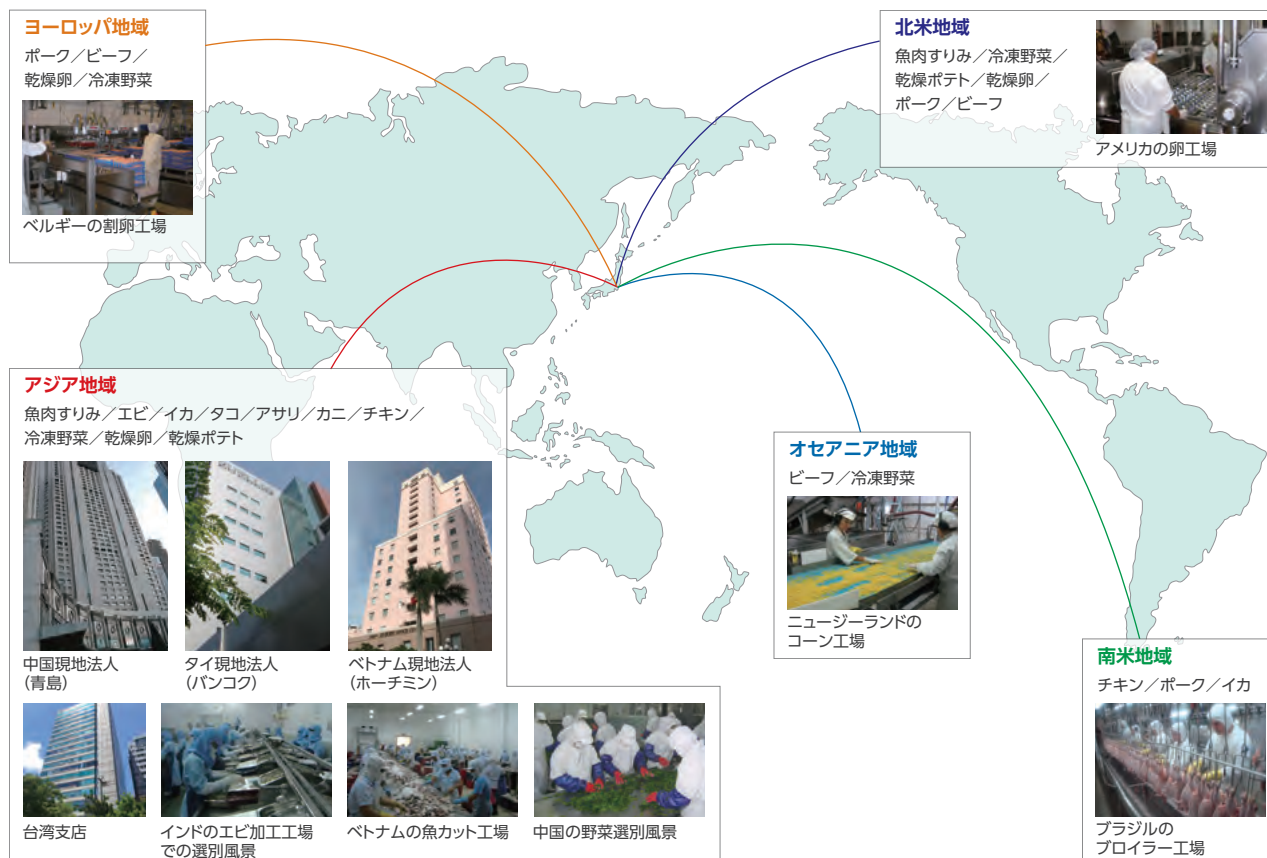 ヨーロッパ地域
ポーク／ビーフ／
乾燥卵／冷凍野菜
ベルギーの割卵工場
北米地域
魚肉すりみ／冷凍野菜／
乾燥ポテト／乾燥卵／
ポーク／ビーフ
アメリカの卵工場
アジア地域
魚肉すりみ／エビ／イカ／タコ／アサリ／カニ／チキン／
冷凍野菜／乾燥卵／乾燥ポテト
中国現地法人
(青島)
タイ現地法人
(バンコク)
ベトナム現地法人
(ホーチミン)
台湾支店
インドのエビ加工工場
での選別風景
ベトナムの魚カット工場
中国の野菜選別風景
オセアニア地域
ビーフ／冷凍野菜
ニュージーランドの
コーン工場
南米地域
チキン／ポーク／イカ
ブラジルの
ブロイラー工場